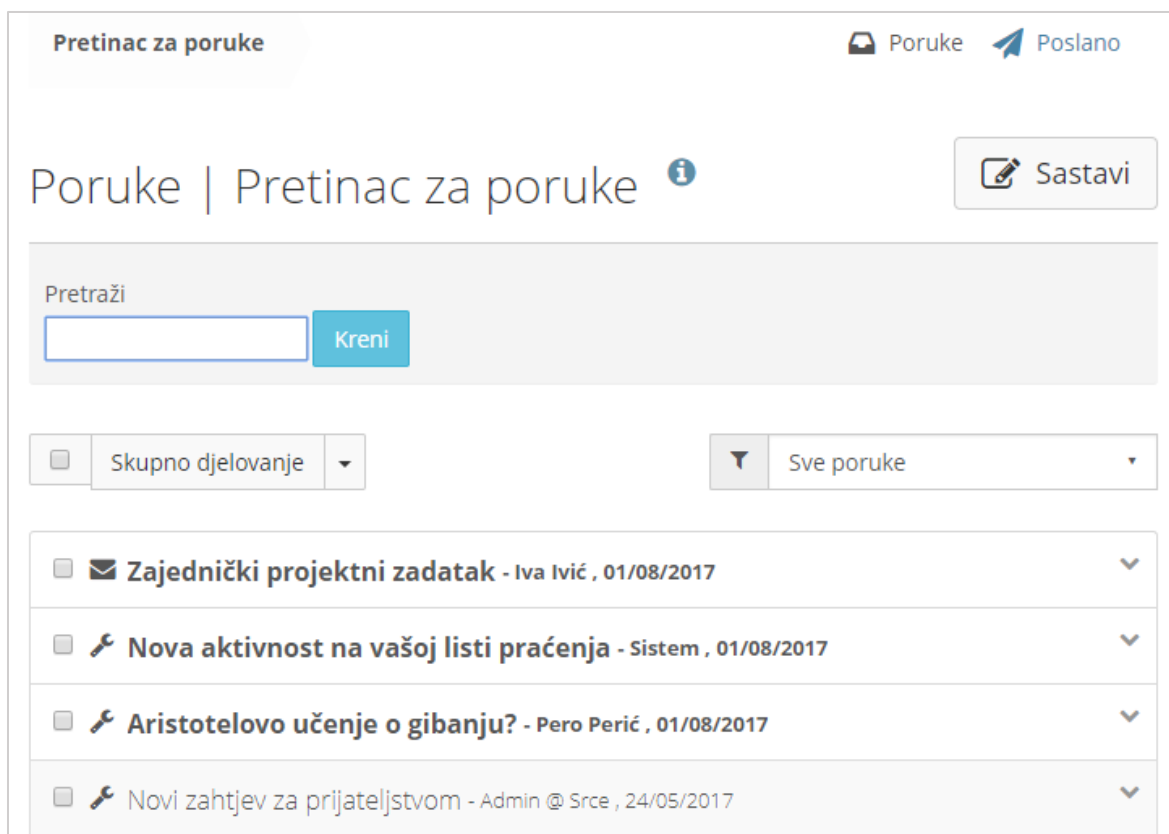 Pretinac za poruke Poruke Poslano
Poruke | Pretinac za poruke Sastavi
Pretraži
Kreni
Skupno djelovanje Sve poruke
Zajednički projektni zadatak - Iva Ivić , 01/08/2017
Nova aktivnost na vašoj listi praćenja - Sistem , 01/08/2017
Aristotelovo učenje o gibanju? - Pero Perić , 01/08/2017
Novi zahtjev za prijateljstvom - Admin @ Srce , 24/05/2017